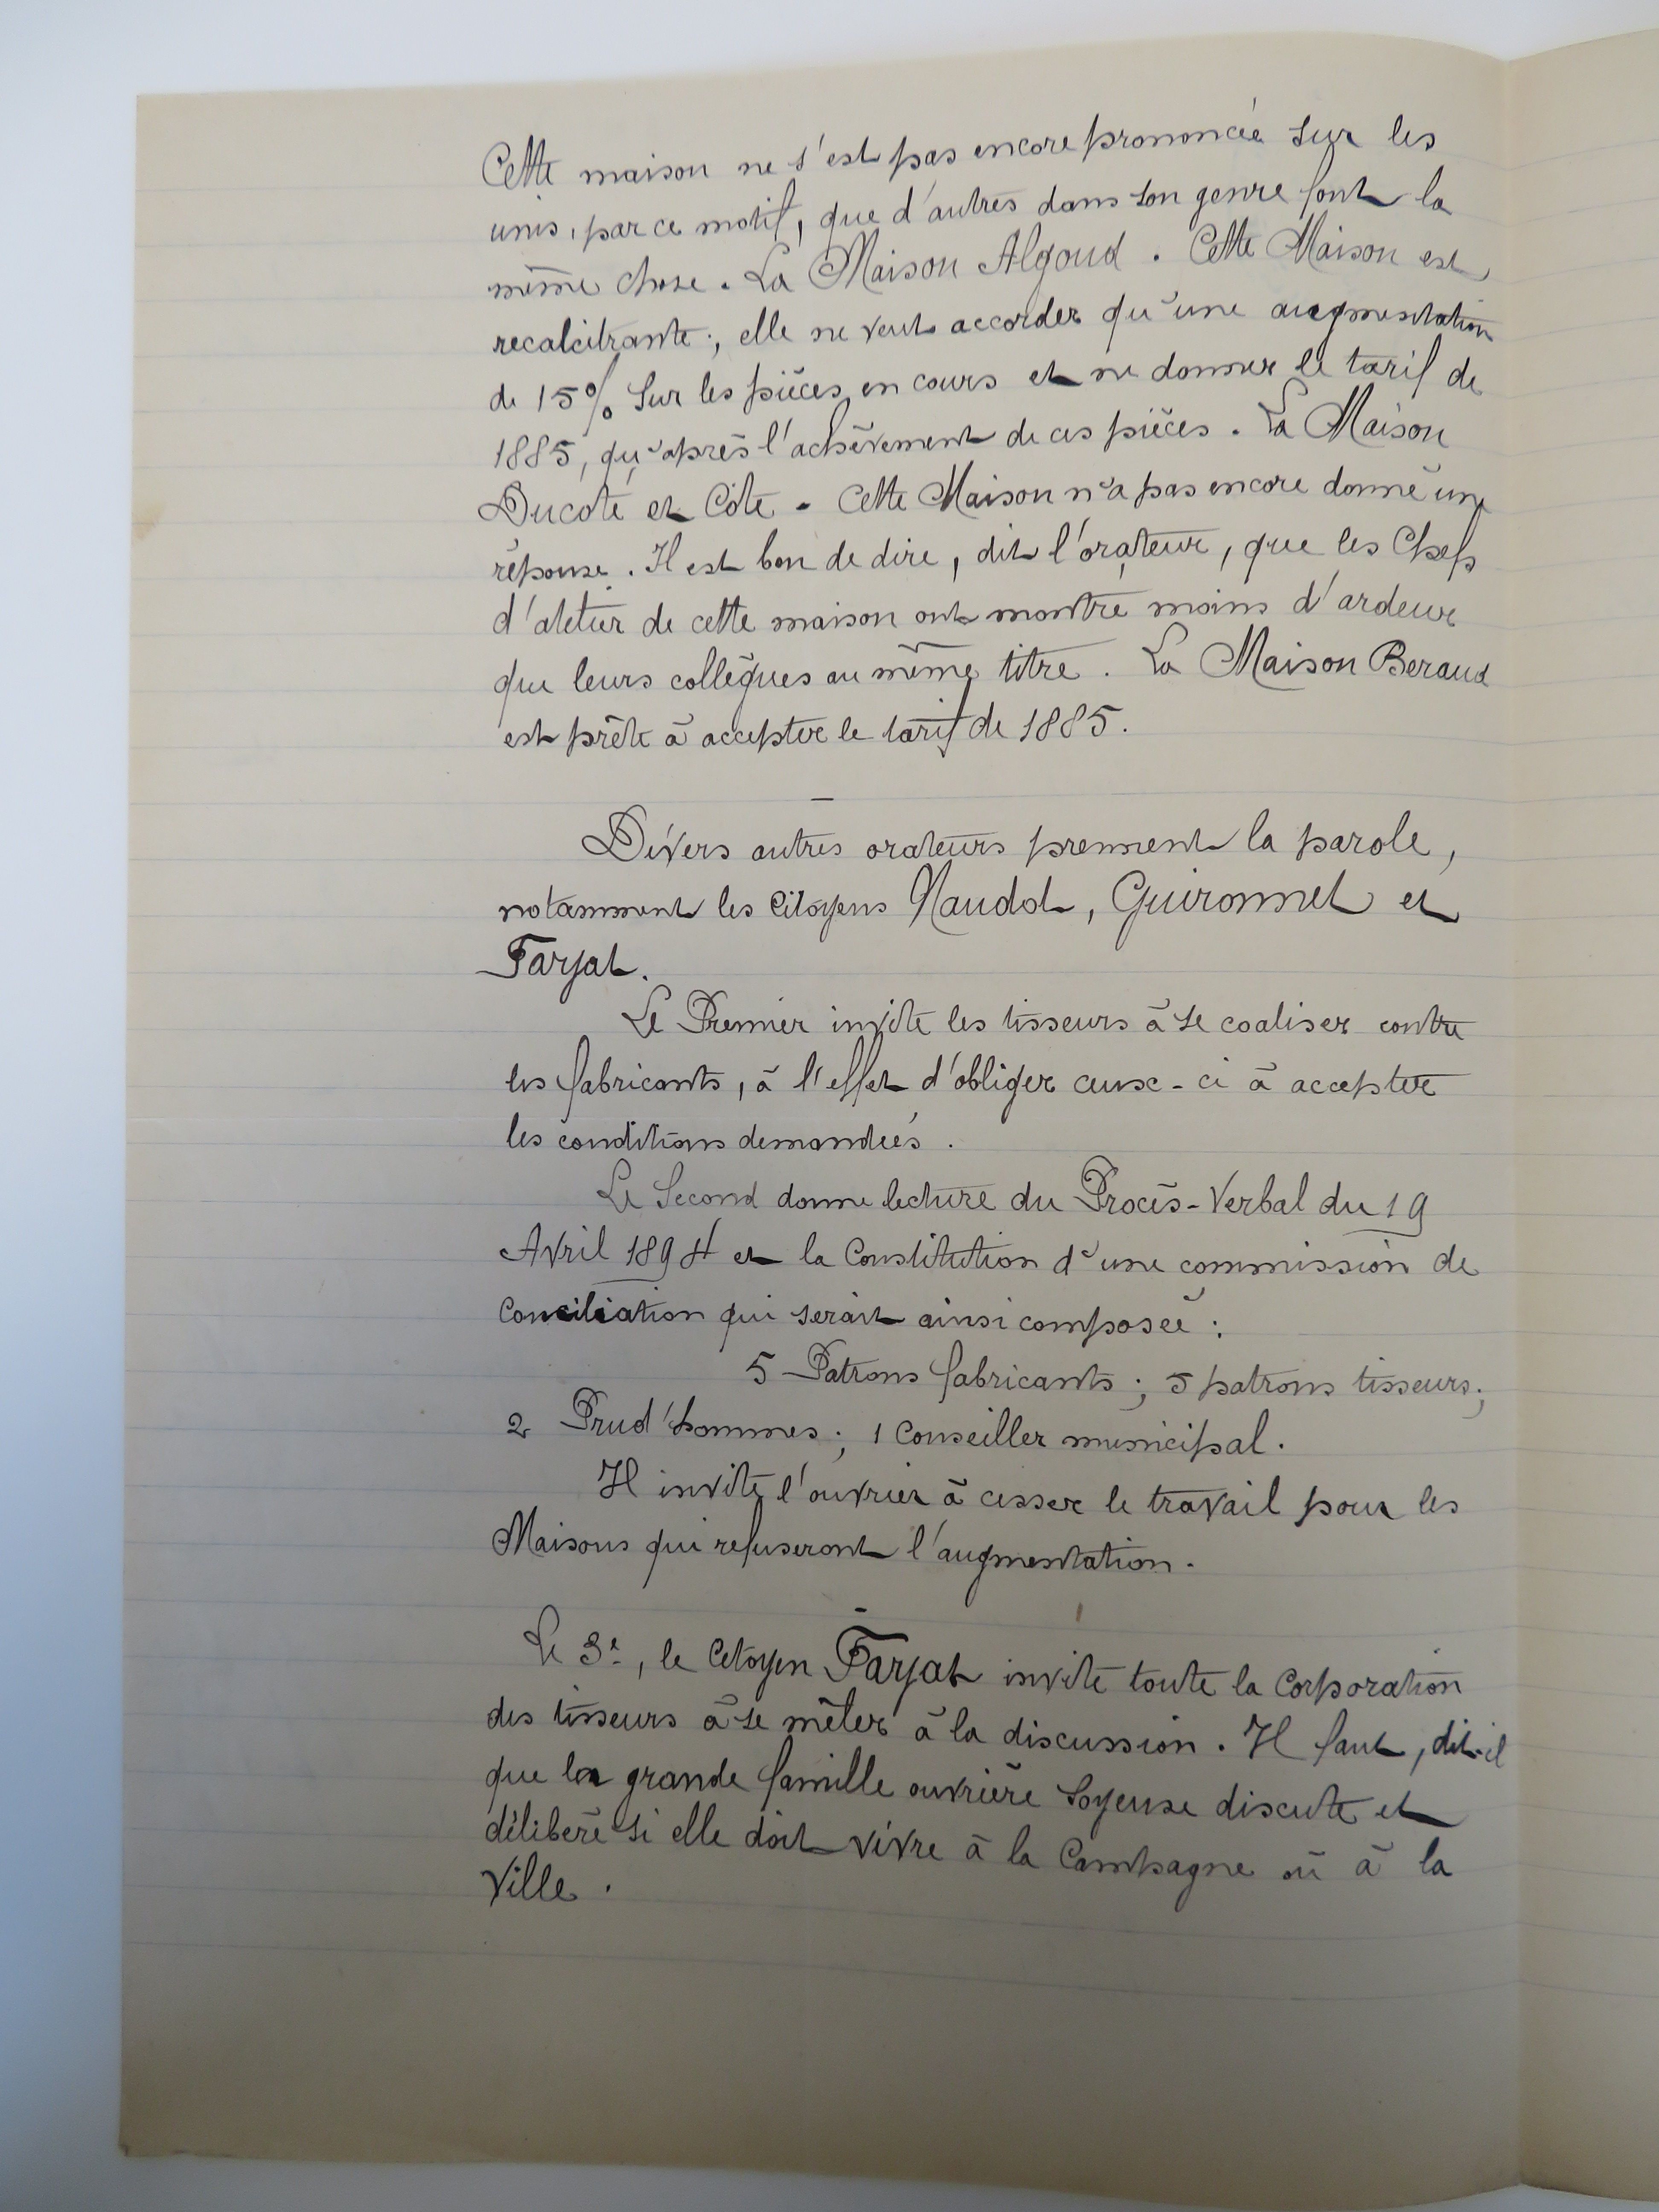 Cette maison ne s'est pas encore prononcée sur les
unis, par ce motif, que d'autres dans son genre font la
même chose. La Maison Algoud. Cette Maison est
recalcitrante; elle ne veut accorder qu'une augmentation
de 15% sur les pièces en cours et ne donner le tarif de
1885, qu'après l'achèvement de ces pièces. La Maison
Ducoté et Côte. Cette Maison n'a pas encore donné une
réponse. Il est bon de dire, dit l'orateur, que les Chefs
d'atelier de cette maison ont montré moins d'ardeur
que leurs collègues au même titre. La Maison Beraud
est prête à accepter le tarif de 1885.
Divers autres orateurs prennent la parole,
notamment les Citoyens Naudot, Guironnet et
Farjat.
Le Premier invite les tisseurs à se coaliser contre
les fabricants, à l'effet d'obliger ceux-ci à accepter
les conditions demandées.
Le Second donne lecture du Procès-Verbal du 19
Avril 1894 et la Constitution d'une commission de
Conciliation qui serait ainsi composée:
5 Patrons fabricants; 5 patrons tisseurs;
2 Prud'hommes; 1 Conseiller municipal.
Il invite l'ouvrier à cesser le travail pour les
Maisons qui refuseront l'augmentation.
Le 3e, le Citoyen Farjat invite toute la Corporation
des tisseurs à se mêler à la discussion. Il faut, dit-il
que la grande famille ouvrière soyeuse discute et
délibère si elle doit vivre à la Campagne ou à la
Ville.